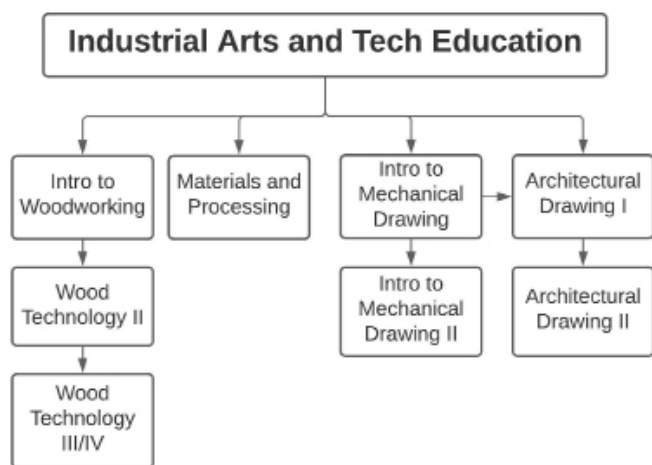 Industrial Arts and Tech Education
Intro to
Woodworking
Materials and
Processing
Intro to
Mechanical
Drawing
Architectural
Drawing I
Wood
Technology II
Intro to
Mechanical
Drawing II
Architectural
Drawing II
Wood
Technology
III/IV